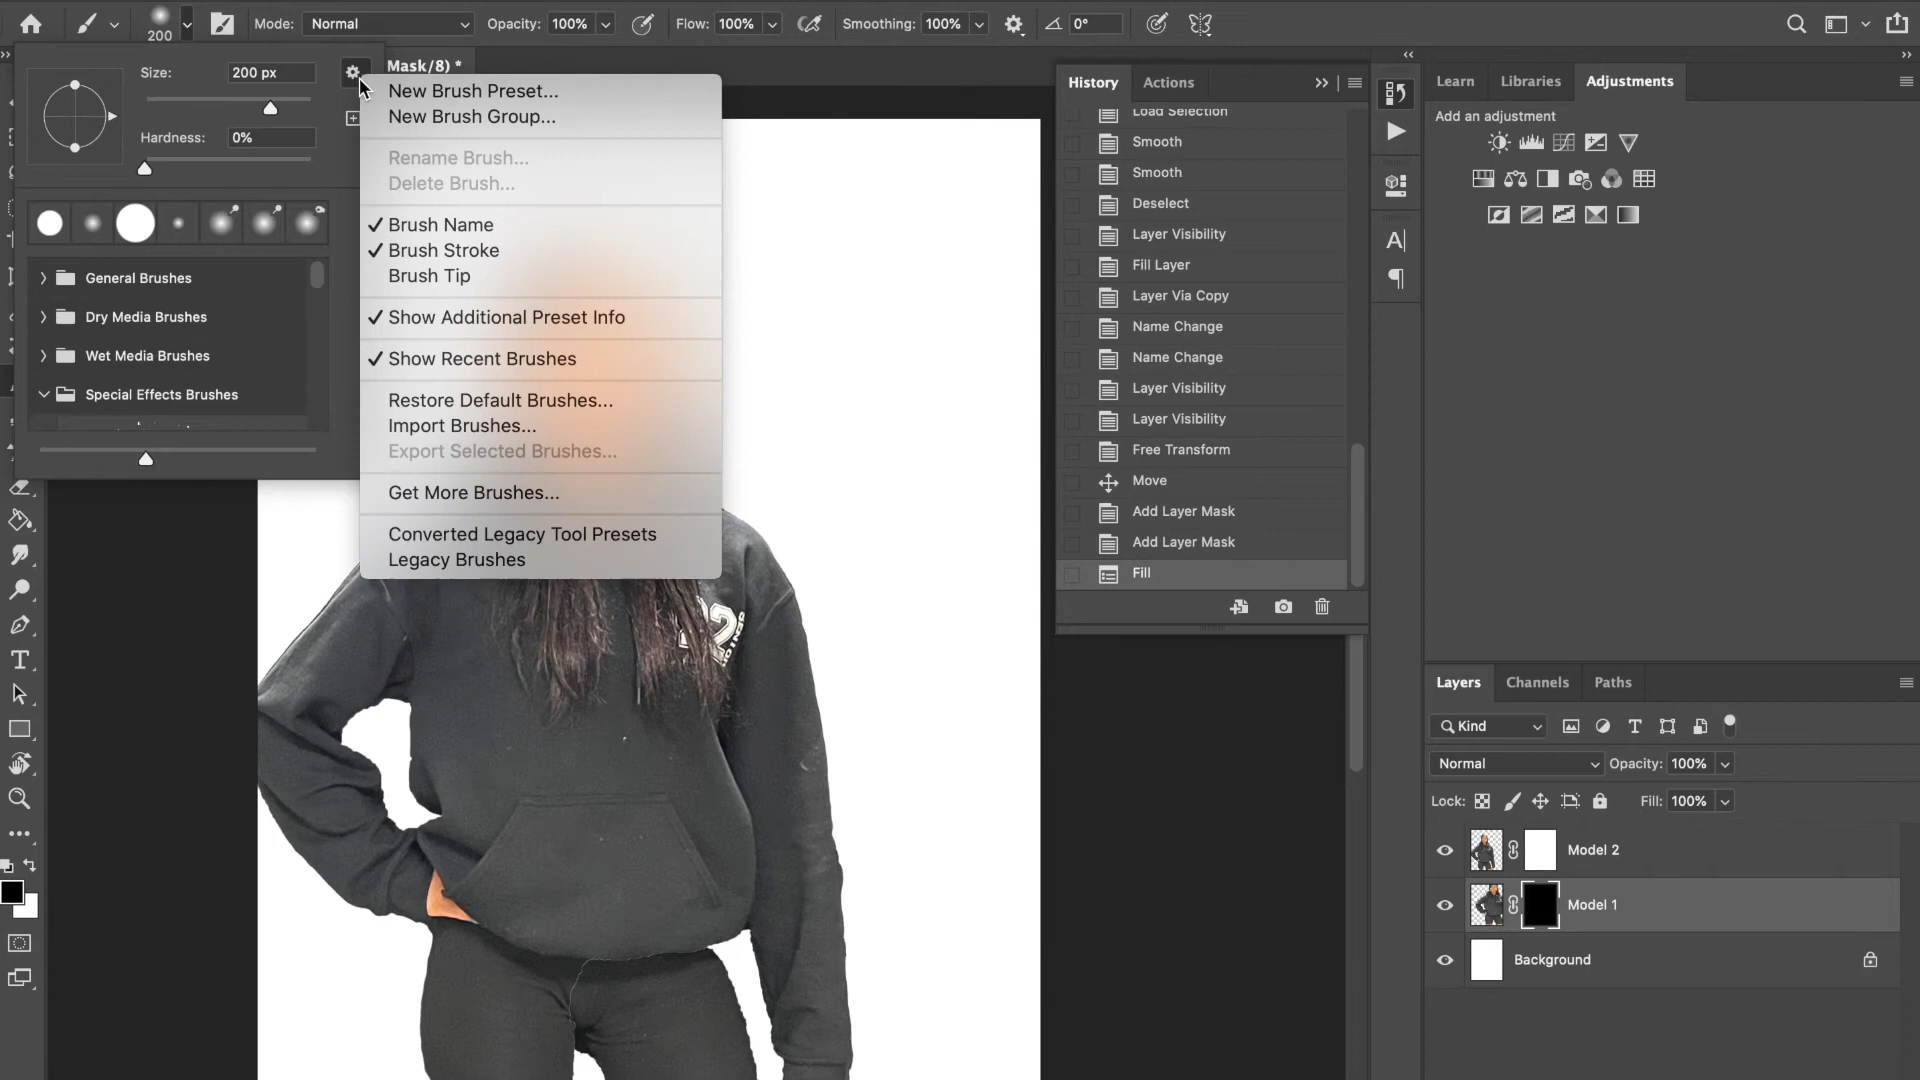 200
Mode: Normal
Opacity: 100%
Flow: 100%
Smoothing: 100%
0°
Size: 200 px
Hardness: 0%
General Brushes
Dry Media Brushes
Wet Media Brushes
Special Effects Brushes
Mask/8) *
New Brush Preset...
New Brush Group...
Rename Brush...
Delete Brush...
Brush Name
Brush Stroke
Brush Tip
Show Additional Preset Info
Show Recent Brushes
Restore Default Brushes...
Import Brushes...
Export Selected Brushes...
Get More Brushes...
Converted Legacy Tool Presets
Legacy Brushes
History
Actions
Load Selection
Smooth
Smooth
Deselect
Layer Visibility
Fill Layer
Layer Via Copy
Name Change
Name Change
Layer Visibility
Layer Visibility
Free Transform
Move
Add Layer Mask
Add Layer Mask
Fill
Learn
Libraries
Adjustments
Add an adjustment
Layers
Channels
Paths
Kind
Normal
Opacity: 100%
Lock:
Fill: 100%
Model 2
Model 1
Background